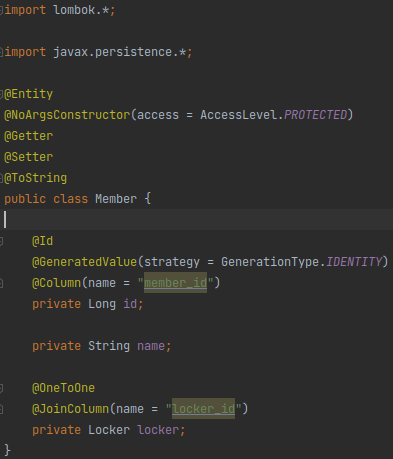 import lombok.*;
import javax.persistence.*;
@Entity
@NoArgsConstructor(access = AccessLevel.PROTECTED)
@Getter
@Setter
@ToString
public class Member {
@Id
@GeneratedValue(strategy = GenerationType.IDENTITY)
@Column(name = "member_id")
private Long id;
private String name;
@OneToOne
@JoinColumn(name = "locker_id")
private Locker locker;
}